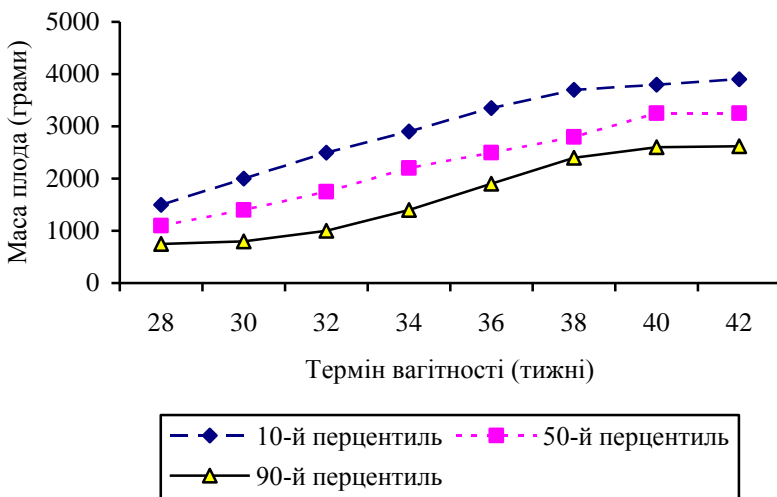 5000
4000
3000
2000
1000
0
Маса плода (грами)
28 30 32 34 36 38 40 42
Термін вагітності (тижні)
10-й перцентиль 50-й перцентиль
90-й перцентиль